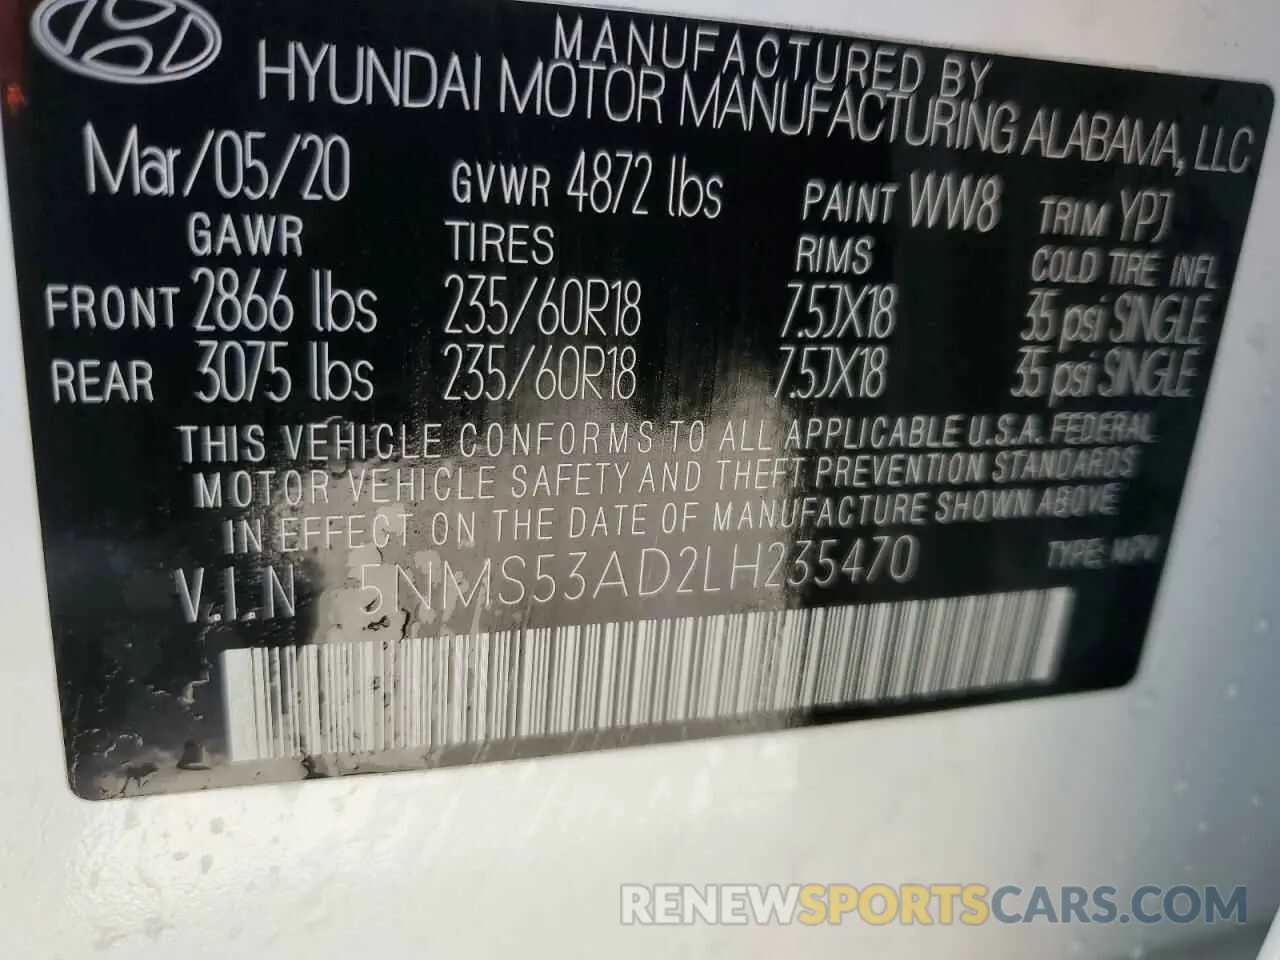 MANUFACTURED BY
HYUNDAI MOTOR MANUFACTURING ALABAMA, LLC
Mar/05/20 GVWR 4872 lbs PAINT WW8 TRIM YPJ
GAWR TIRES RIMS COLD TIRE INFL
FRONT 2866 lbs 235/60R18 7.5JX18 35 psi SINGLE
REAR 3075 lbs 235/60R18 7.5JX18 35 psi SINGLE
THIS VEHICLE CONFORMS TO ALL APPLICABLE U.S.A. FEDERAL
MOTOR VEHICLE SAFETY AND THEFT PREVENTION STANDARDS
IN EFFECT ON THE DATE OF MANUFACTURE SHOWN ABOVE
V.I.N 5NMS53AD2LH235470 TYPE: MPV
RENEWSPORTSCARS.COM